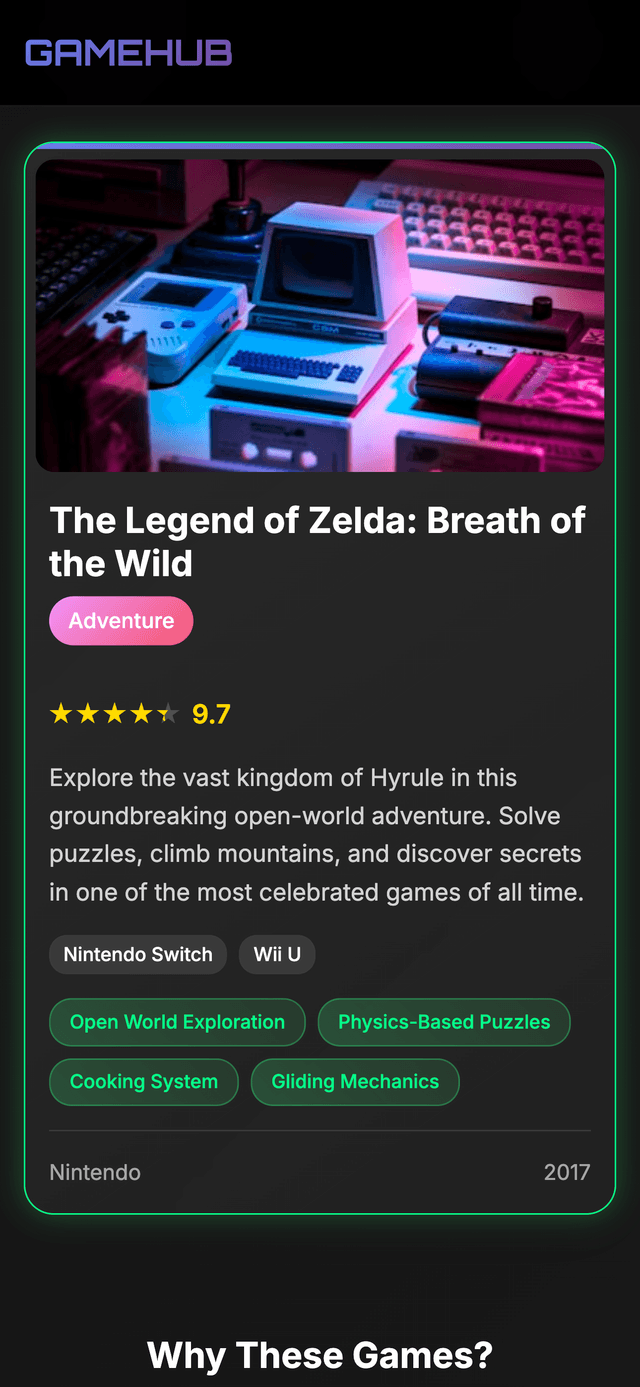 GAMEHUB
CSM
The Legend of Zelda: Breath of
the Wild
Adventure
9.7
Explore the vast kingdom of Hyrule in this
groundbreaking open-world adventure. Solve
puzzles, climb mountains, and discover secrets
in one of the most celebrated games of all time.
Nintendo Switch Wii U
Open World Exploration Physics-Based Puzzles
Cooking System Gliding Mechanics
Nintendo 2017
Why These Games?